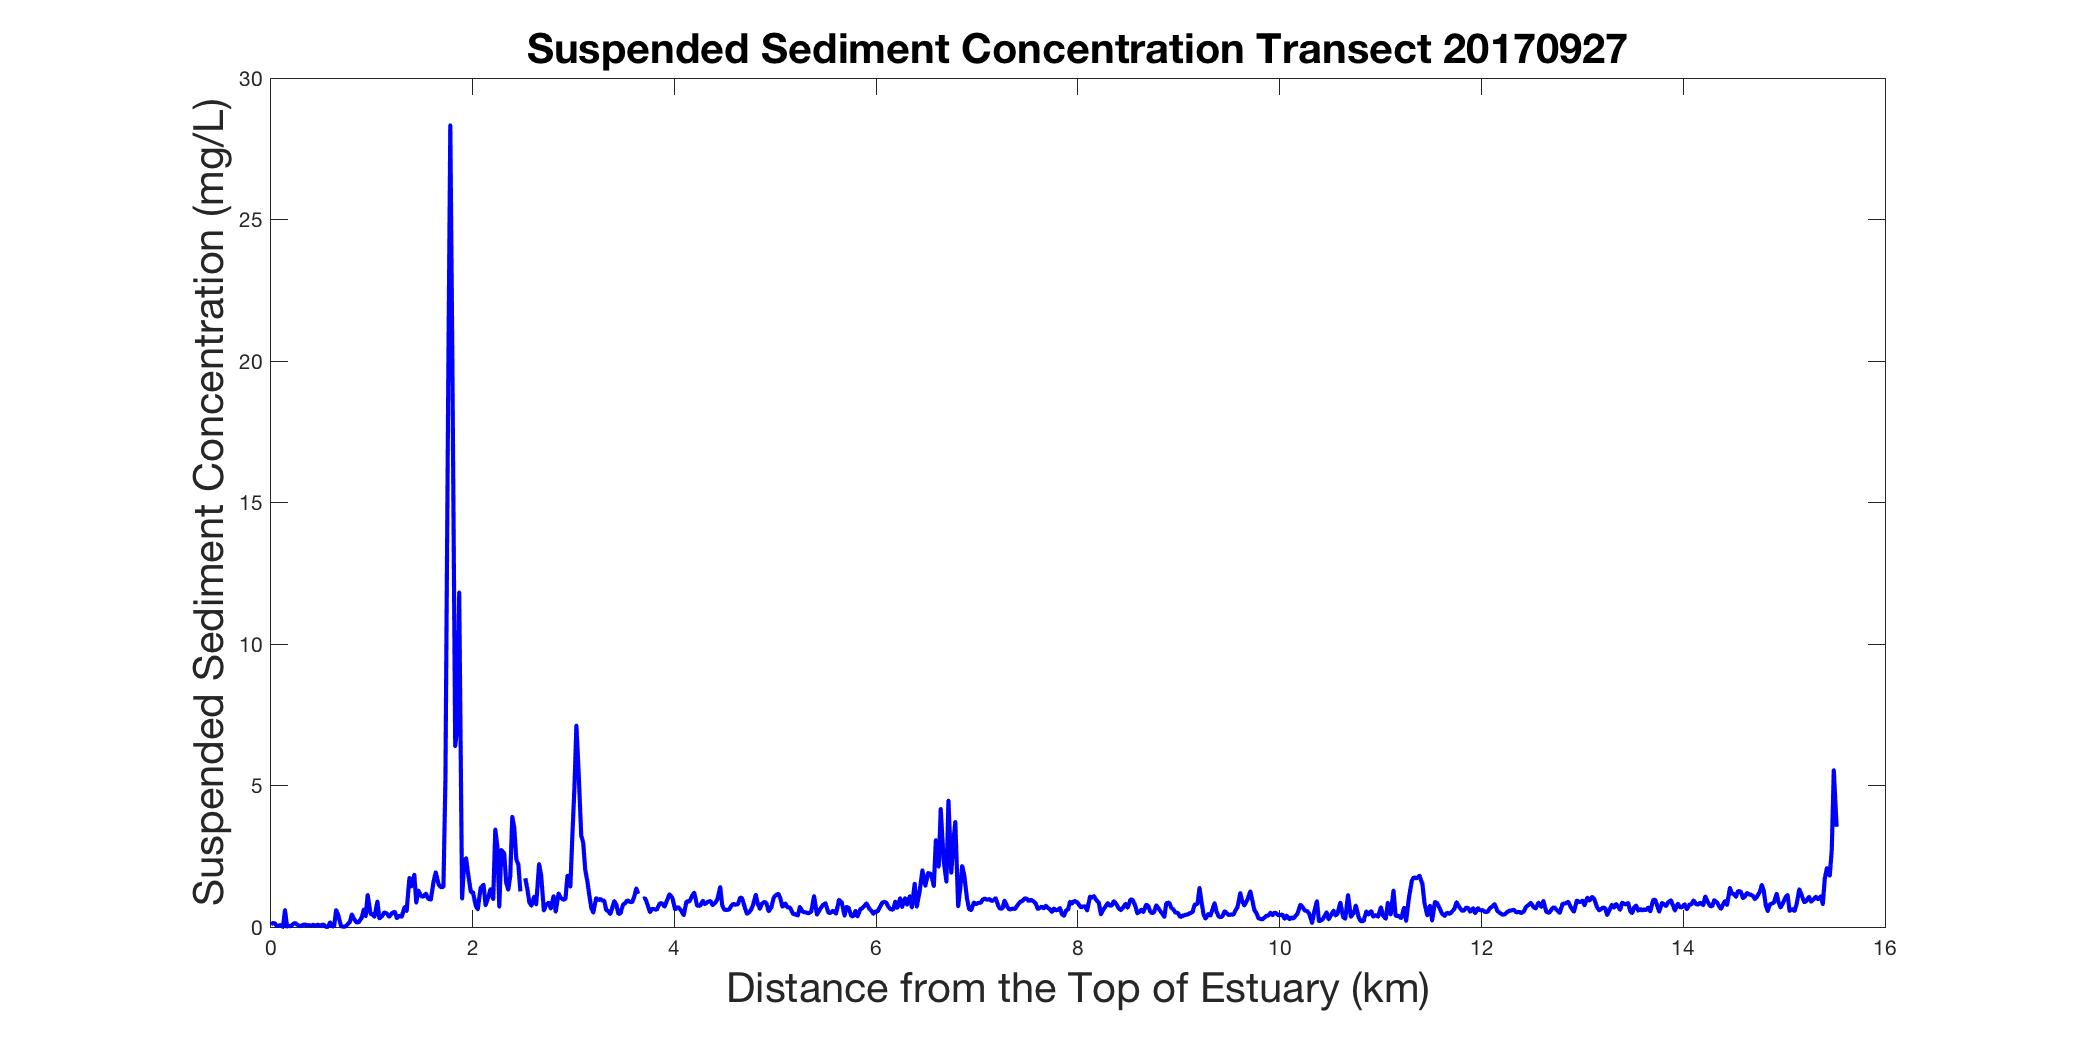 Suspended Sediment Concentration Transect 20170927
Suspended Sediment Concentration (mg/L)
30
25
20
15
10
5
0
0 2 4 6 8 10 12 14 16
Distance from the Top of Estuary (km)